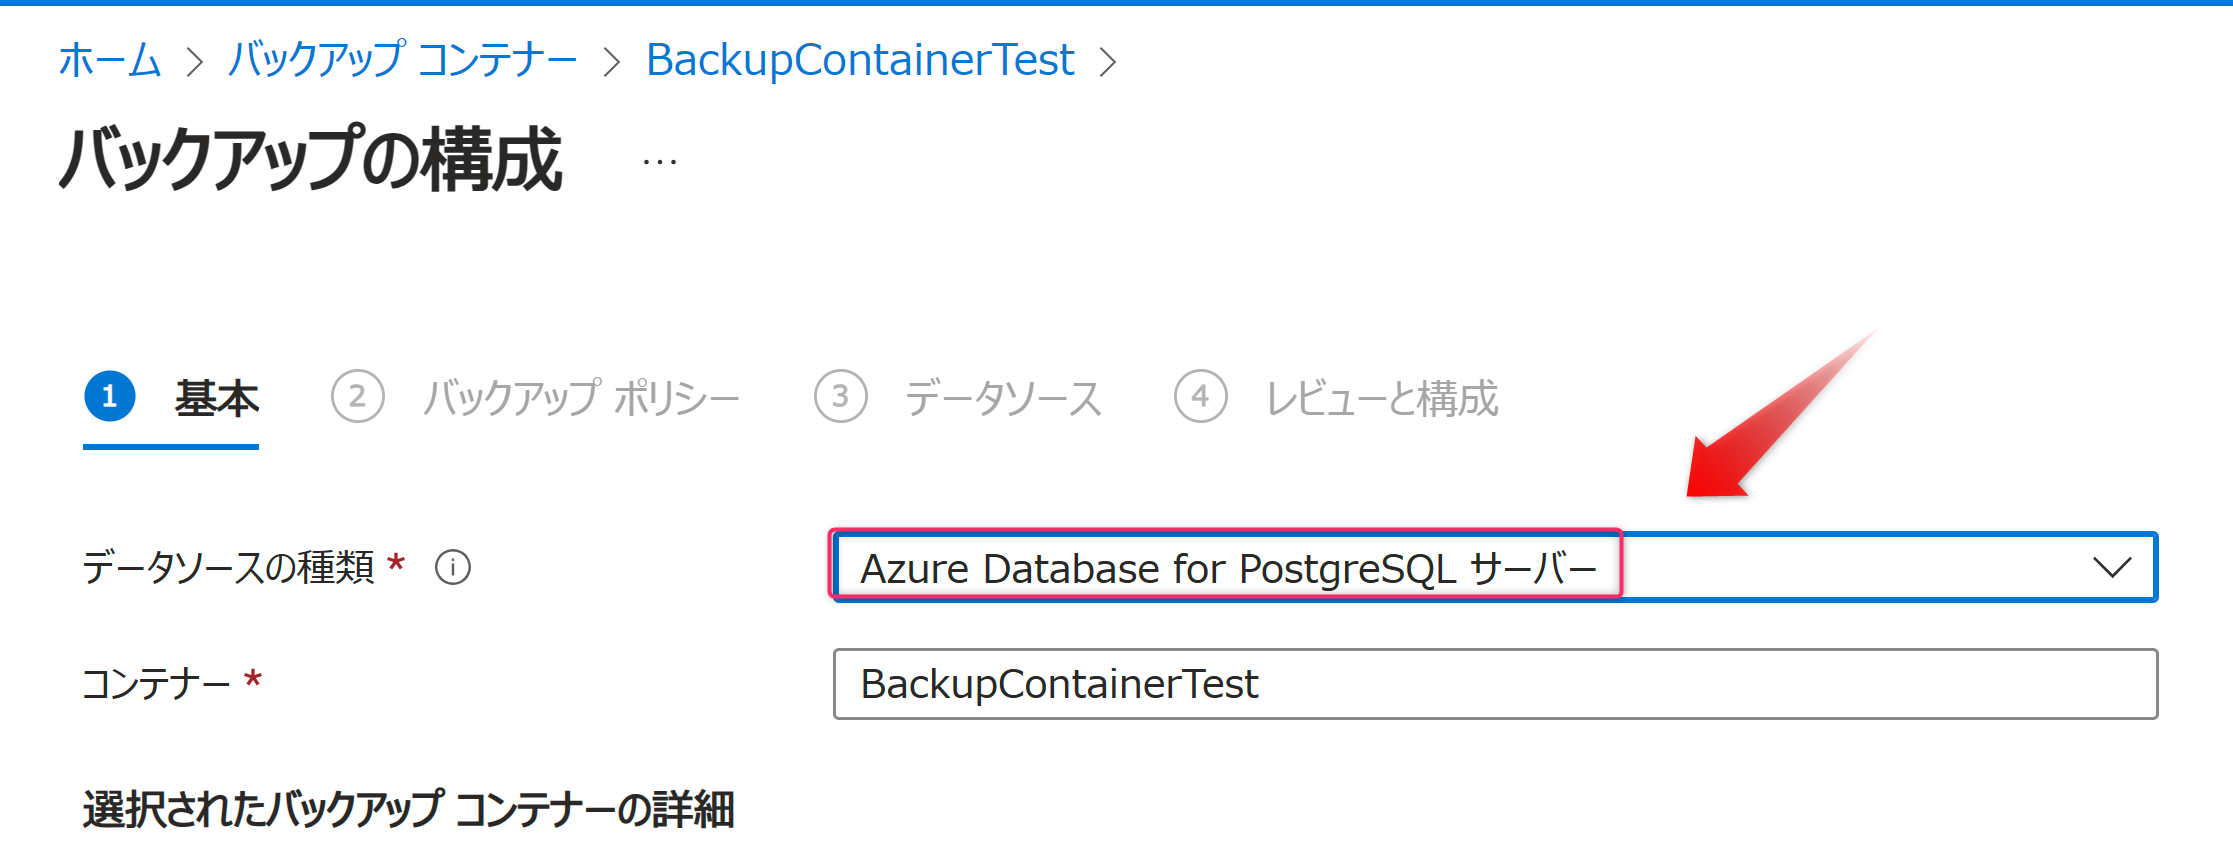 ホーム > バックアップ コンテナー > BackupContainerTest >
バックアップの構成 ...
1 基本 2 バックアップ ポリシー 3 データソース 4 レビューと構成
データソースの種類 * i Azure Database for PostgreSQL サーバー
コンテナー * BackupContainerTest
選択されたバックアップ コンテナーの詳細